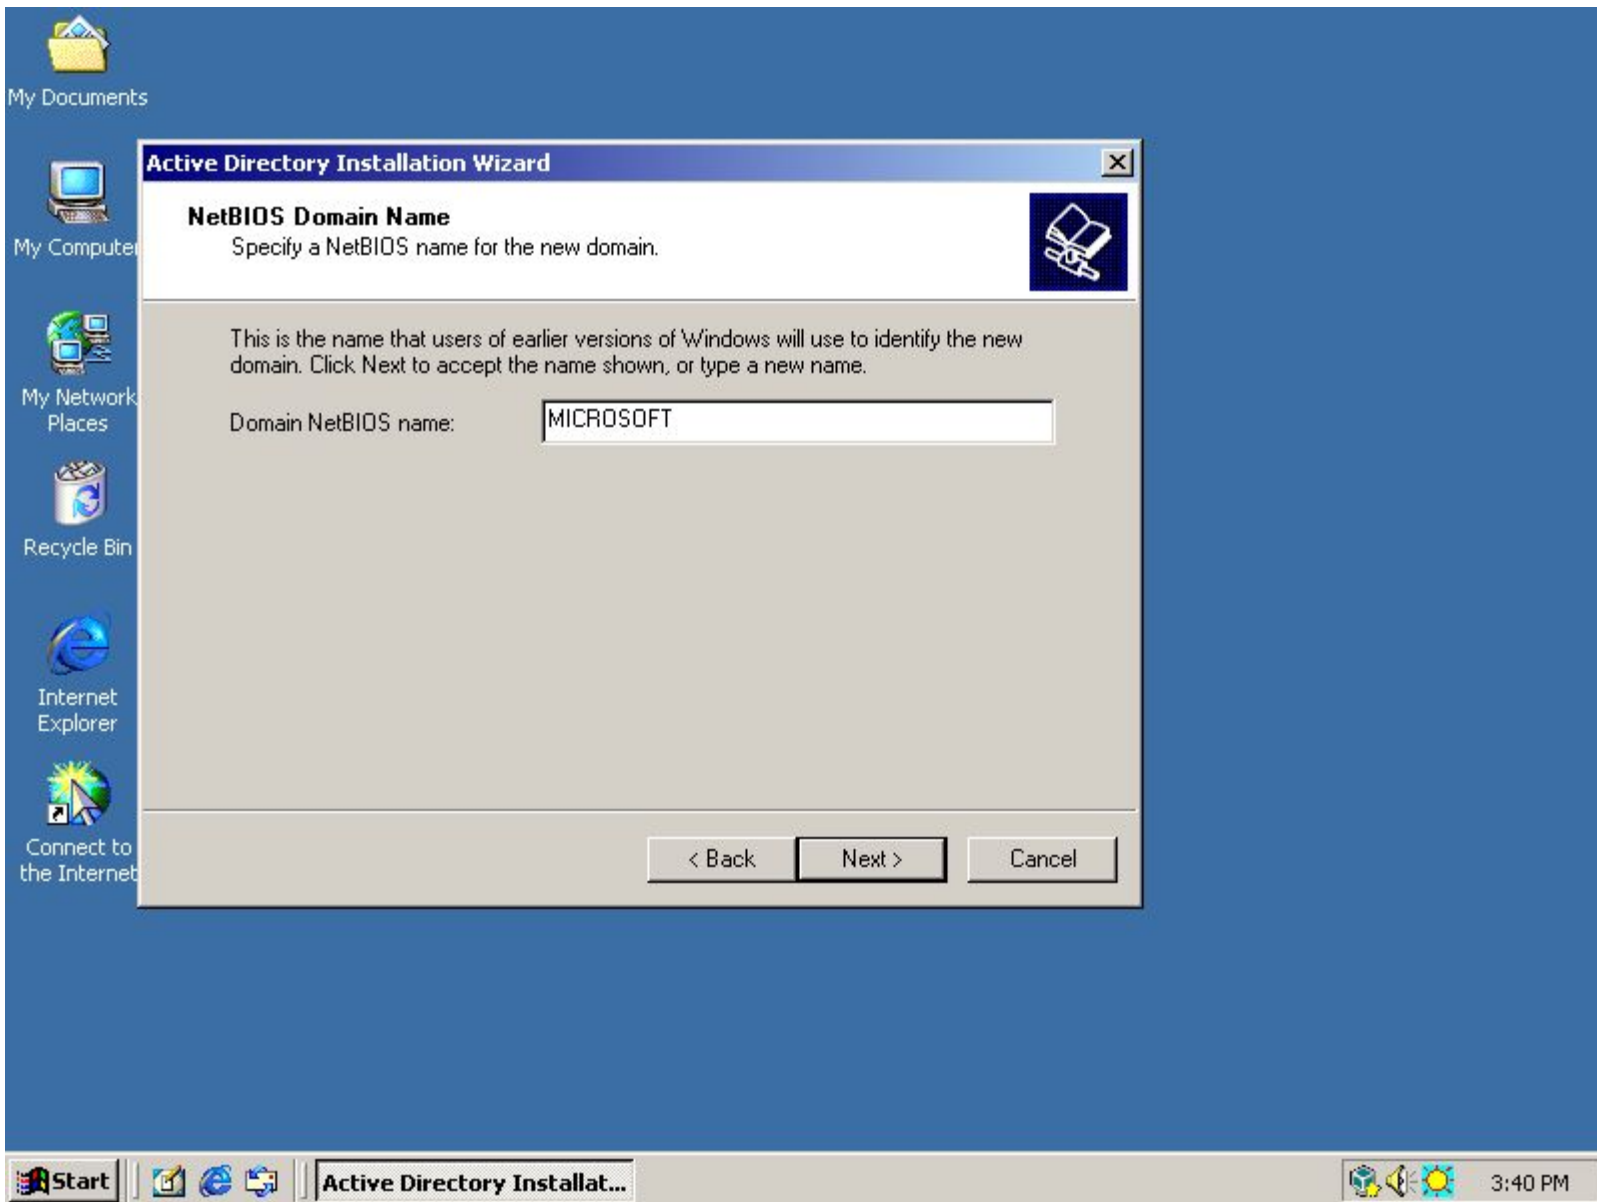 My Documents
My Computer
My Network
Places
Recycle Bin
Internet
Explorer
Connect to
the Internet
Active Directory Installation Wizard
NetBIOS Domain Name
Specify a NetBIOS name for the new domain.
This is the name that users of earlier versions of Windows will use to identify the new
domain. Click Next to accept the name shown, or type a new name.
Domain NetBIOS name:
MICROSOFT
< Back
Next >
Cancel
Start
Active Directory Installat...
3:40 PM